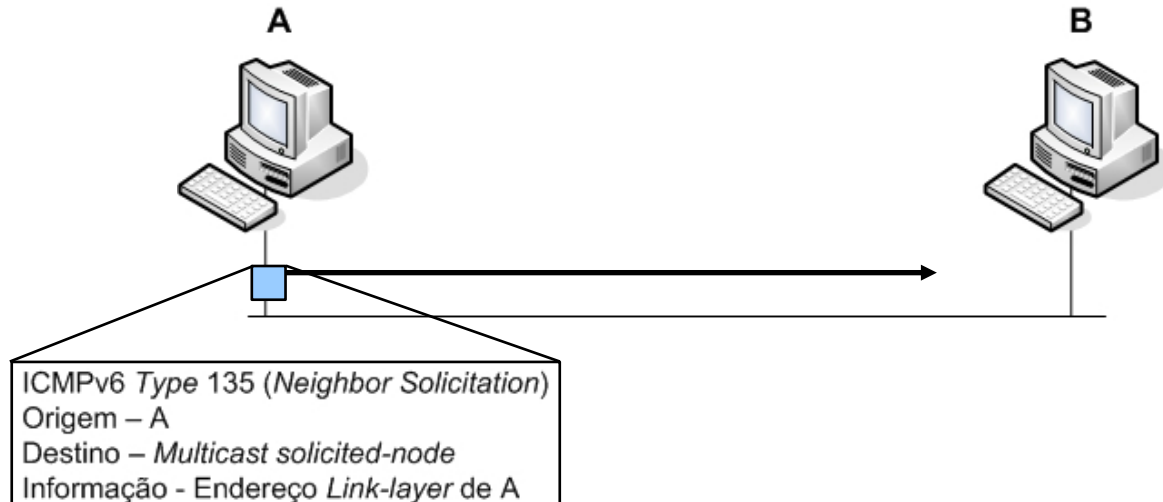 A
B
ICMPv6 Type 135 (Neighbor Solicitation)
Origem – A
Destino – Multicast solicited-node
Informação - Endereço Link-layer de A